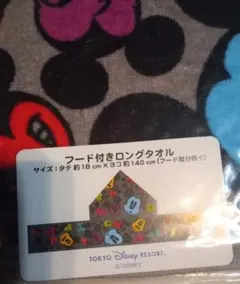 フード付きロングタオル
サイズ：タテ 約18cm×ヨコ 約140cm（フード部分除く）
TOKYO Disney RESORT®
©DISNEY